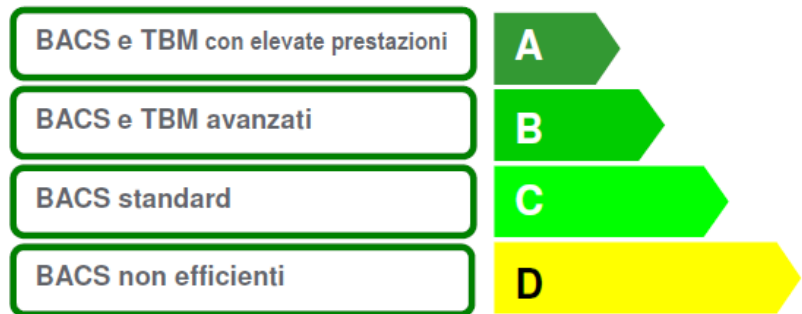 BACS e TBM con elevate prestazioni A
BACS e TBM avanzati B
BACS standard C
BACS non efficienti D